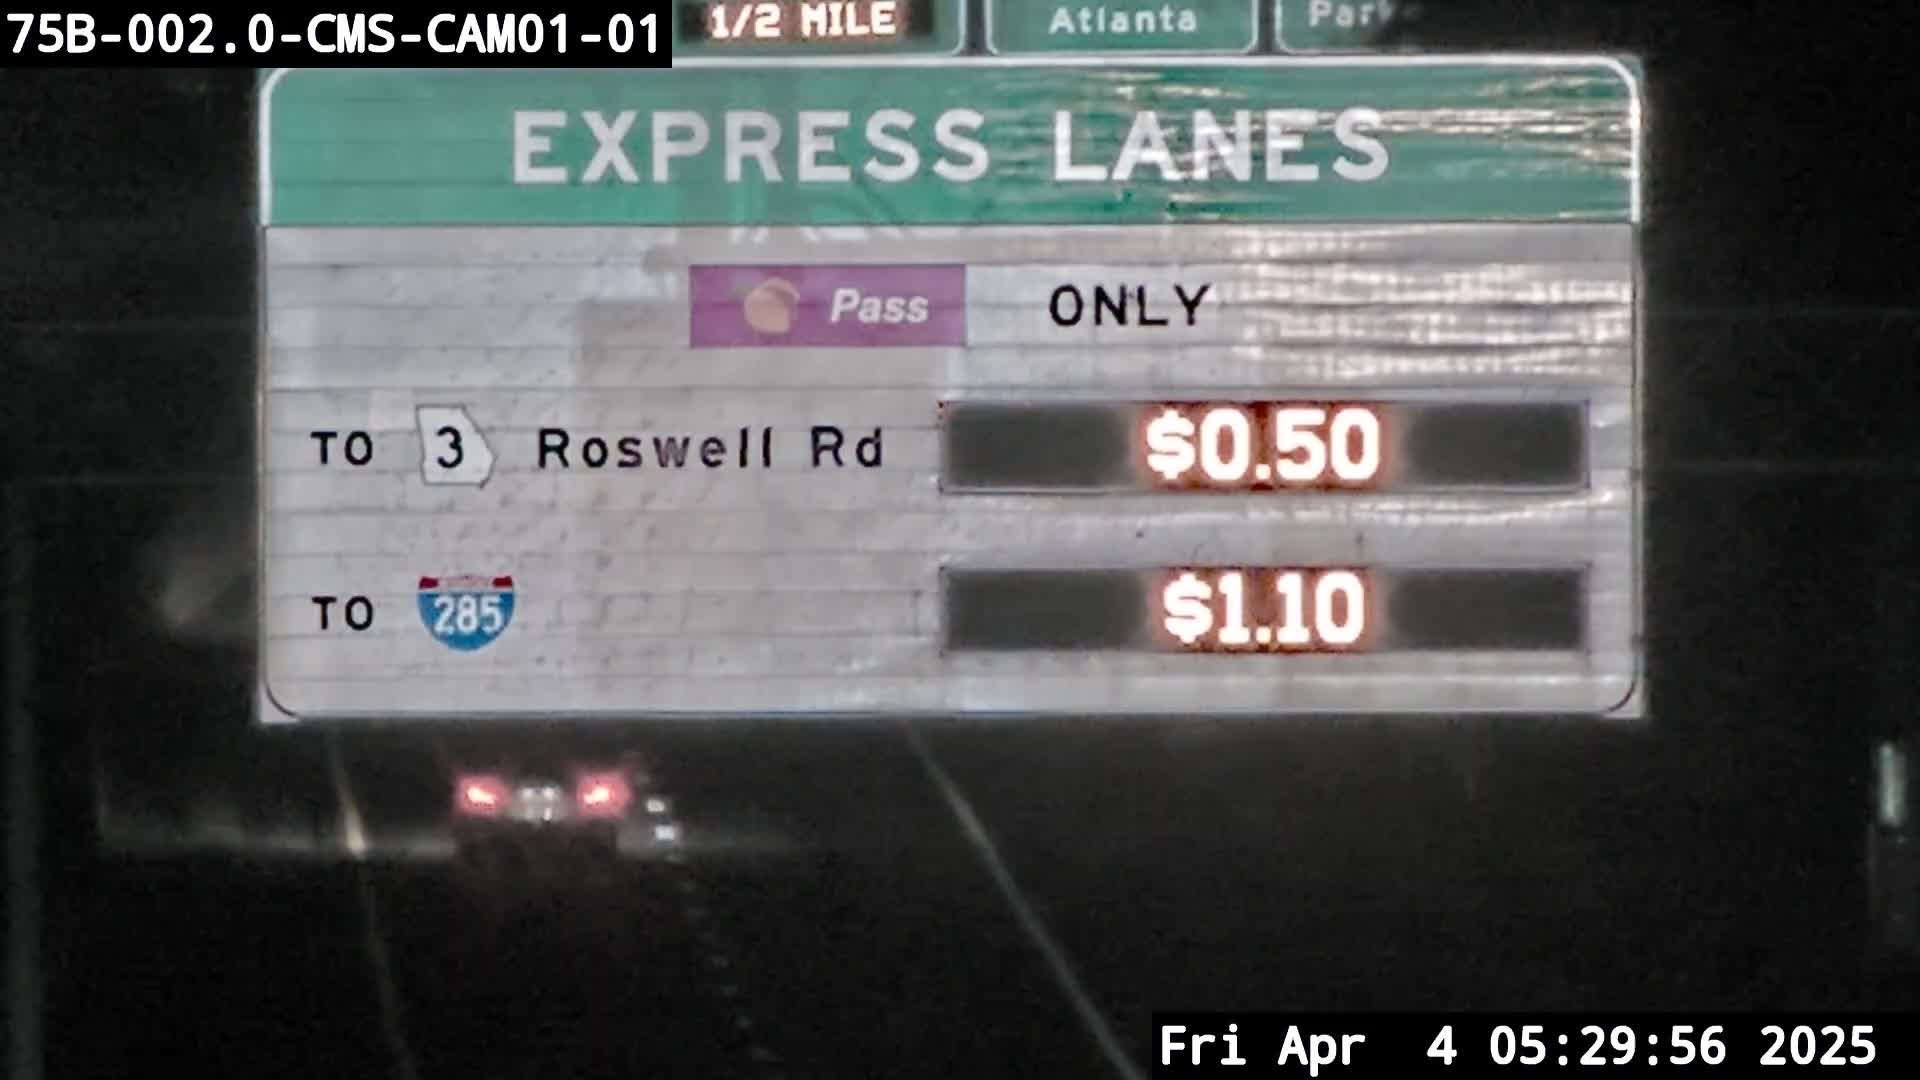 75B-002.0-CMS-CAM01-01
1/2 MILE
Atlanta
EXPRESS LANES
Pass ONLY
TO 3 Roswell Rd $0.50
TO 285 $1.10
Fri Apr 4 05:29:56 2025